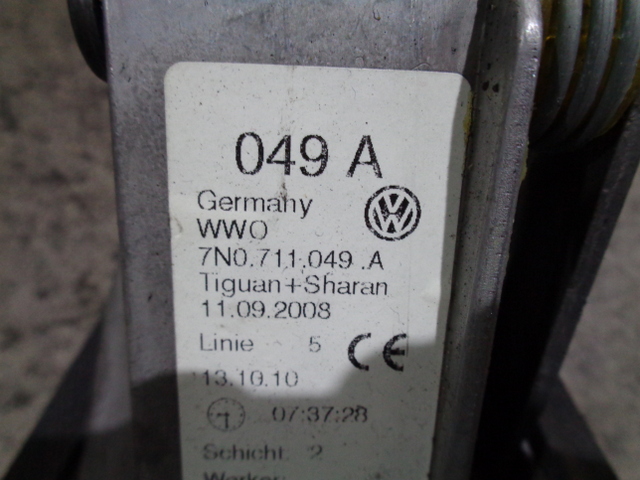 049 A
Germany
WWO
7N0.711.049 .A
Tiguan+Sharan
11.09.2008
Linie 5 CE
13.10.10
07:37:28
Schicht: 2